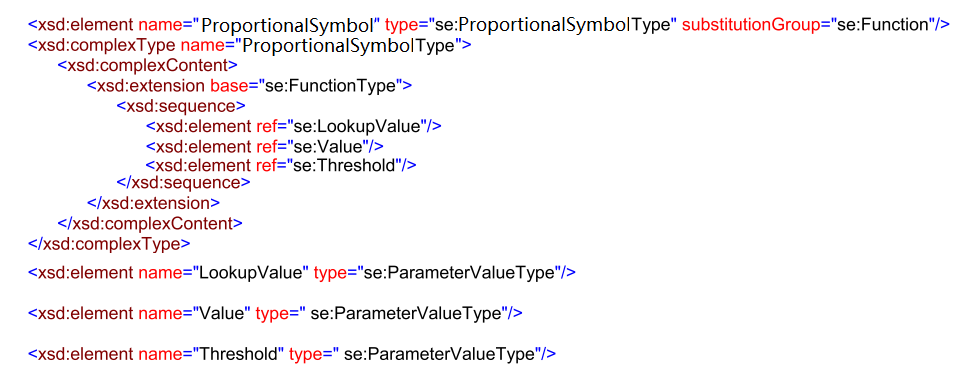 <xsd:element name="ProportionalSymbol" type="se:ProportionalSymbolType" substitutionGroup="se:Function"/>
<xsd:complexType name="ProportionalSymbolType">
<xsd:complexContent>
<xsd:extension base="se:FunctionType">
<xsd:sequence>
<xsd:element ref="se:LookupValue"/>
<xsd:element ref="se:Value"/>
<xsd:element ref="se:Threshold"/>
</xsd:sequence>
</xsd:extension>
</xsd:complexContent>
</xsd:complexType>
<xsd:element name="LookupValue" type="se:ParameterValueType"/>
<xsd:element name="Value" type=" se:ParameterValueType"/>
<xsd:element name="Threshold" type=" se:ParameterValueType"/>